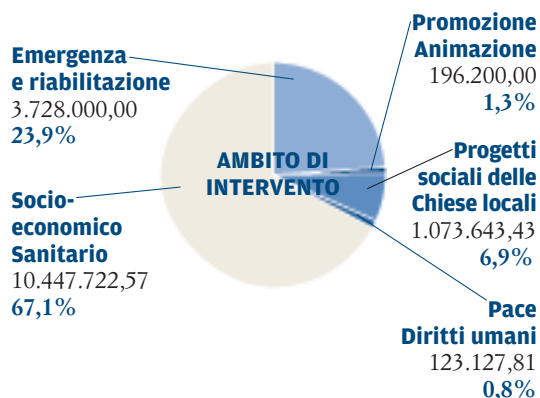 Emergenza
e riabilitazione
3.728.000,00
23,9%
Socio-
economico
Sanitario
10.447.722,57
67,1%
AMBITO DI
INTERVENTO
Promozione
Animazione
196.200,00
1,3%
Progetti
sociali delle
Chiese locali
1.073.643,43
6,9%
Pace
Diritti umani
123.127,81
0,8%